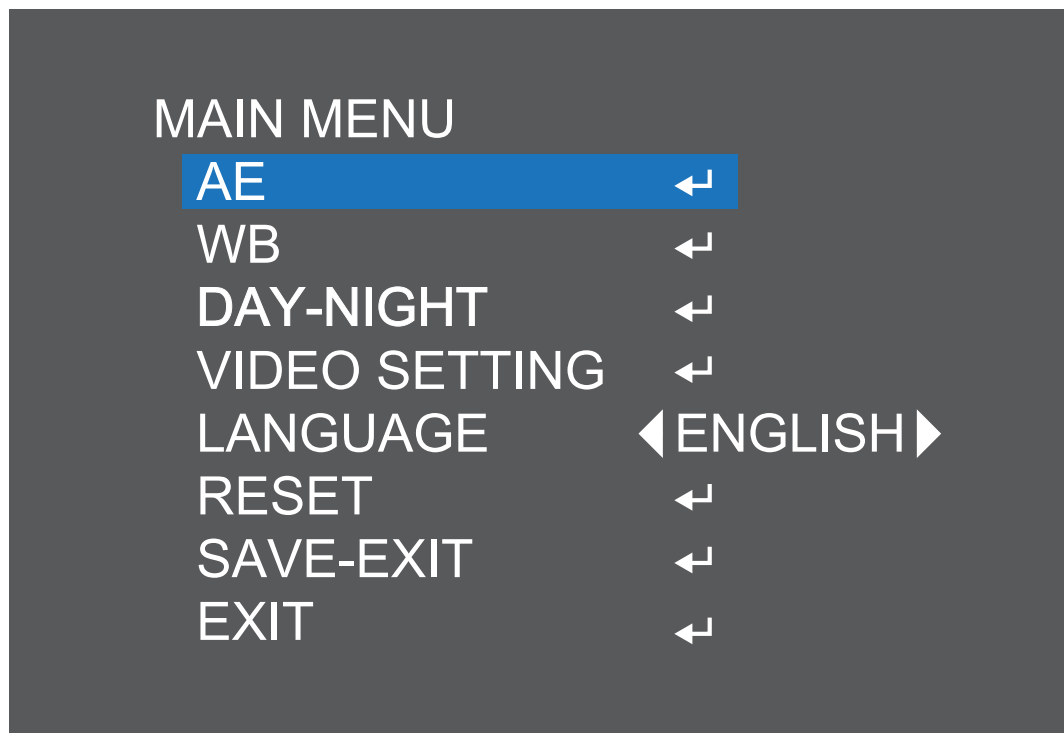 MAIN MENU
AE ↵
WB ↵
DAY-NIGHT ↵
VIDEO SETTING ↵
LANGUAGE ◀ENGLISH▶
RESET ↵
SAVE-EXIT ↵
EXIT ↵